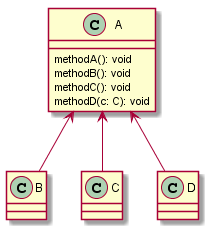 C A
methodA(): void
methodB(): void
methodC(): void
methodD(c: C): void
C B C C C D